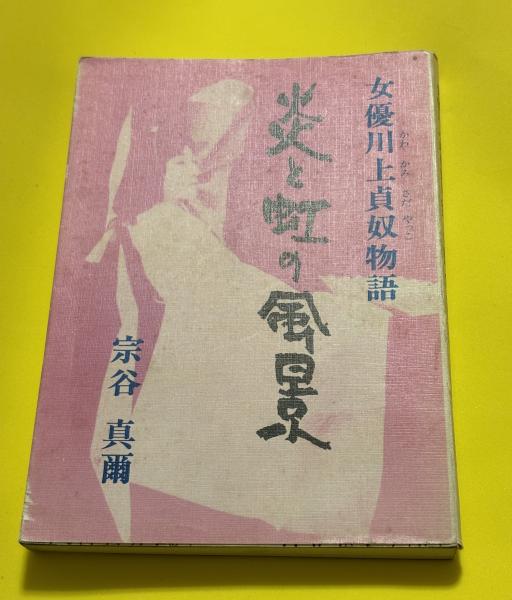 女優川上貞奴物語
かわ かみ さだ やっこ
炎と虹の風景
宗谷 真爾